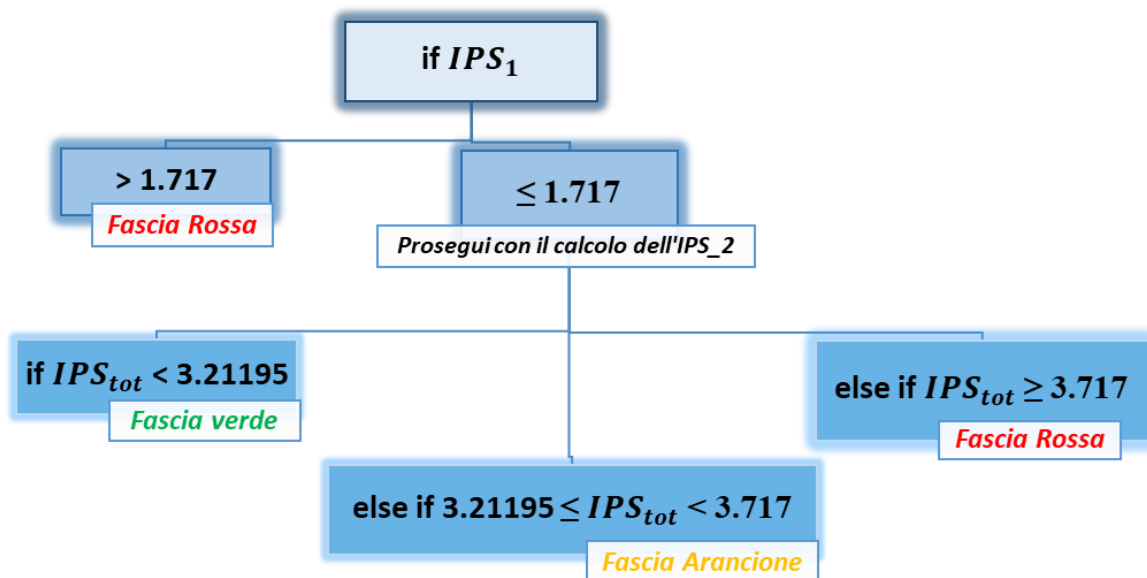 if IPS₁
> 1.717
Fascia Rossa
≤ 1.717
Prosegui con il calcolo dell'IPS_2
if IPSₜₒₜ < 3.21195
Fascia verde
else if IPSₜₒₜ ≥ 3.717
Fascia Rossa
else if 3.21195 ≤ IPSₜₒₜ < 3.717
Fascia Arancione